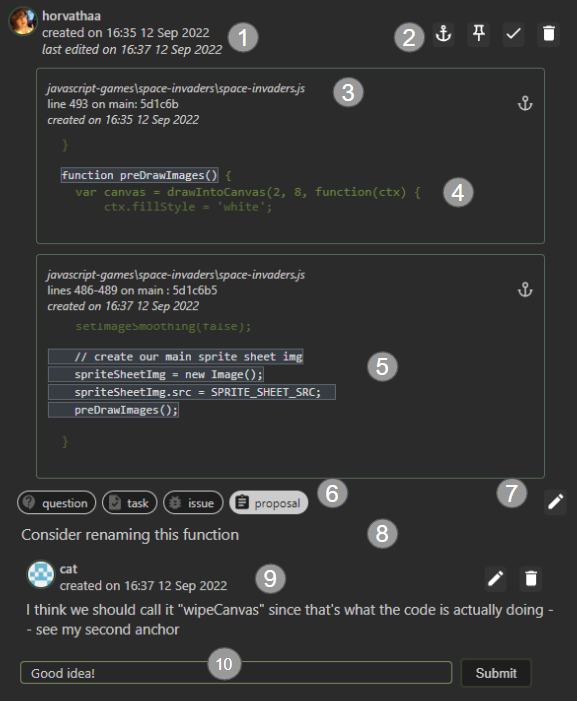 horvathaa
created on 16:35 12 Sep 2022
last edited on 16:37 12 Sep 2022
1
2
javascript-games\space-invaders\space-invaders.js
3
line 493 on main: 5d1c6b
created on 16:35 12 Sep 2022
}
function preDrawImages() {
var canvas = drawIntoCanvas(2, 8, function(ctx) {
4
ctx.fillStyle = 'white';
javascript-games\space-invaders\space-invaders.js
lines 486-489 on main : 5d1c6b5
created on 16:37 12 Sep 2022
setImageSmoothing(false);
// create our main sprite sheet img
spriteSheetImg = new Image();
5
spriteSheetImg.src = SPRITE_SHEET_SRC;
preDrawImages();
}
question task issue proposal
6
7
Consider renaming this function
8
cat
created on 16:37 12 Sep 2022
9
I think we should call it "wipeCanvas" since that's what the code is actually doing -
- see my second anchor
10
Good idea!
Submit